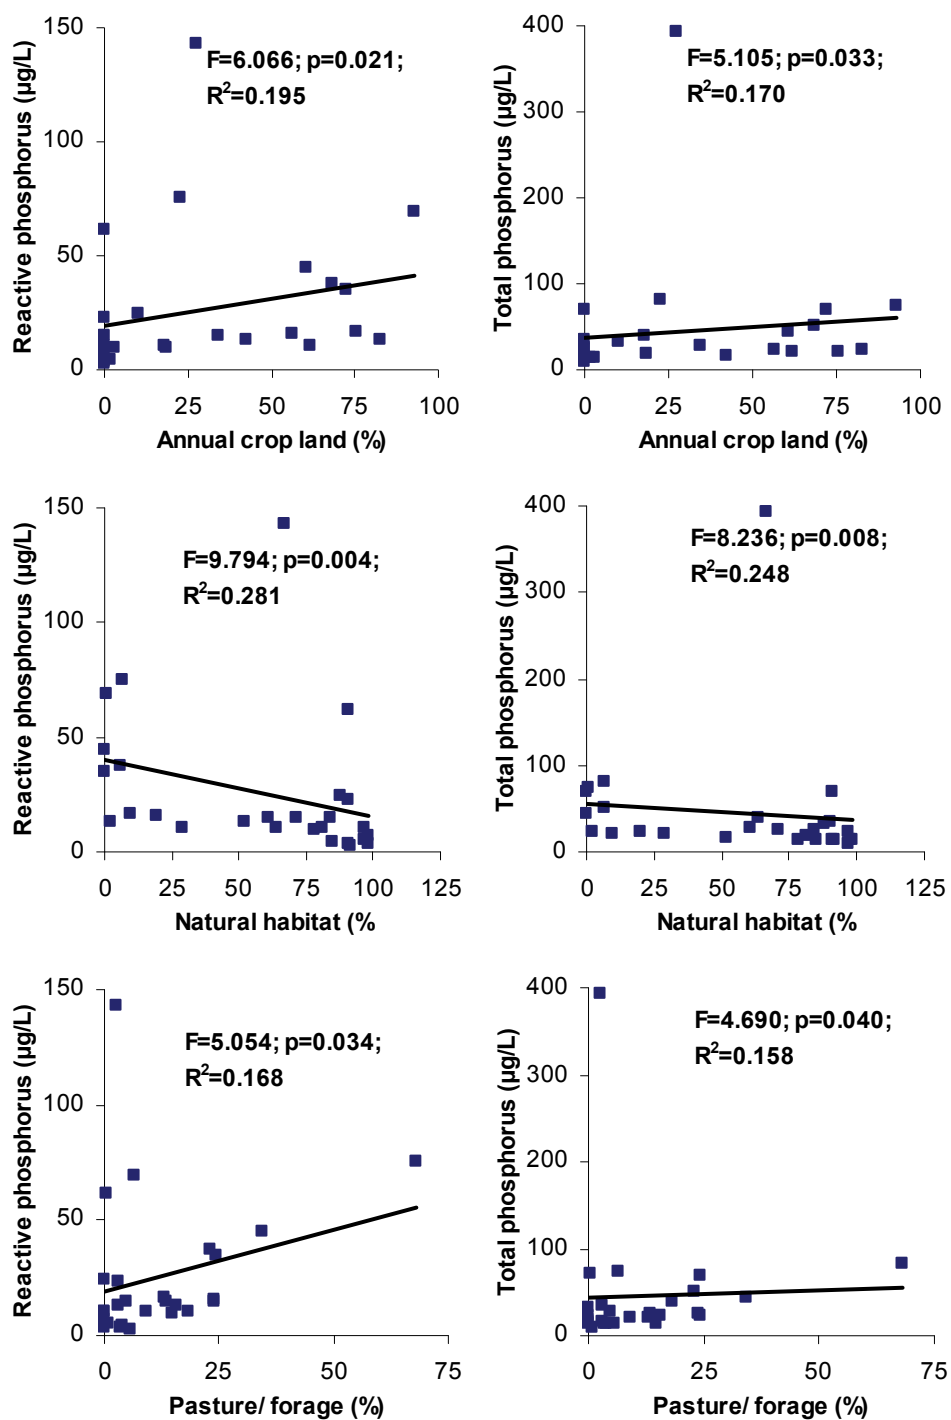 150
100
50
0
Reactive phosphorus (µg/L)
F=6.066; p=0.021;
R²=0.195
0 25 50 75 100
Annual crop land (%)
400
300
200
100
0
Total phosphorus (µg/L)
F=5.105; p=0.033;
R²=0.170
0 25 50 75 100
Annual crop land (%)
150
100
50
0
Reactive phosphorus (µg/L)
F=9.794; p=0.004;
R²=0.281
0 25 50 75 100 125
Natural habitat (%
400
300
200
100
0
Total phosphorus (µg/L)
F=8.236; p=0.008;
R²=0.248
0 25 50 75 100 125
Natural habitat (%
150
100
50
0
Reactive phosphorus (µg/L)
F=5.054; p=0.034;
R²=0.168
0 25 50 75
Pasture/ forage (%)
400
300
200
100
0
Total phosphorus (µg/L)
F=4.690; p=0.040;
R²=0.158
0 25 50 75
Pasture/ forage (%)